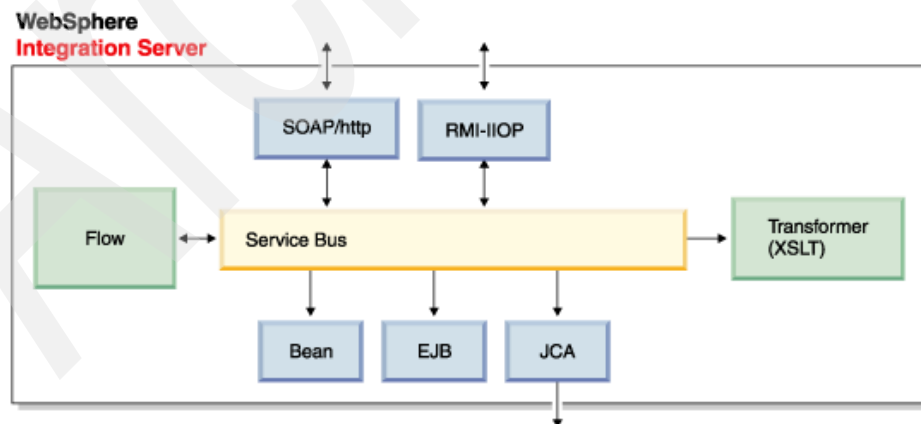 WebSphere
Integration Server
SOAP/http
RMI-IIOP
Flow
Service Bus
Transformer
(XSLT)
Bean
EJB
JCA